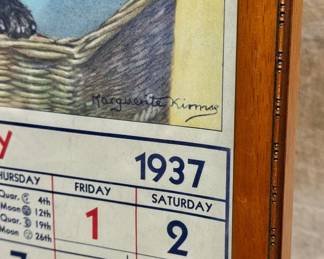 Marguerite Kirmse
Y 1937
HURSDAY FRIDAY SATURDAY
Quar. 4th
Moon 12th
Quar. 19th
Moon 26th
1 2